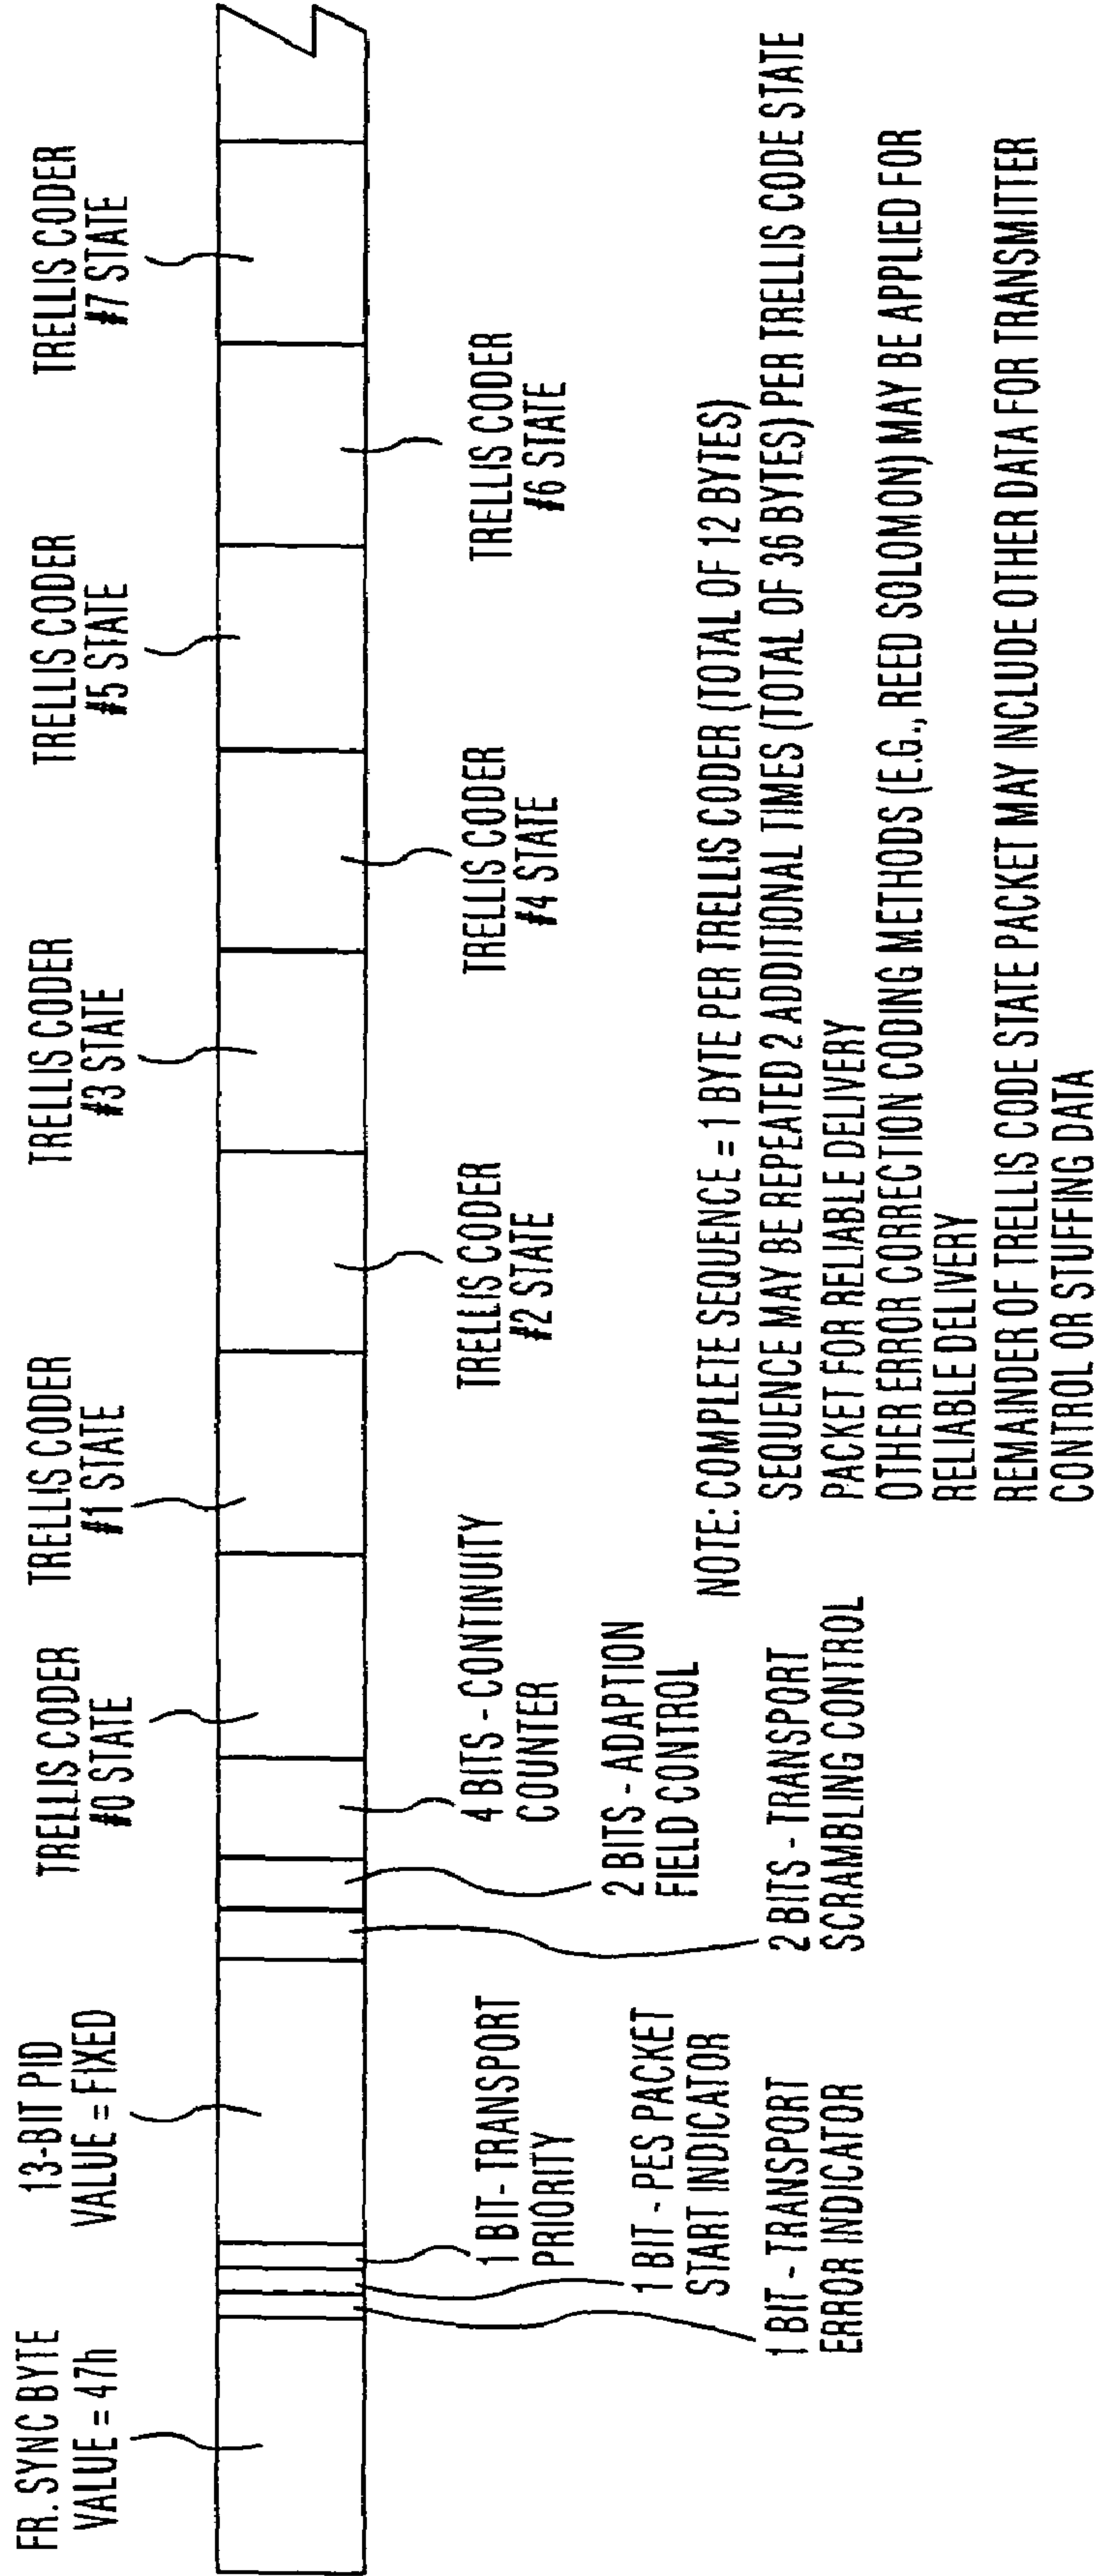 FR. SYNC BYTE
VALUE = 47h
13-BIT PID
VALUE = FIXED
TRELLIS CODER
#0 STATE
TRELLIS CODER
#1 STATE
TRELLIS CODER
#3 STATE
TRELLIS CODER
#5 STATE
TRELLIS CODER
#7 STATE
1 BIT- TRANSPORT
PRIORITY
1 BIT - PES PACKET
START INDICATOR
1 BIT - TRANSPORT
ERROR INDICATOR
4 BITS - CONTINUITY
COUNTER
2 BITS - ADAPTION
FIELD CONTROL
2 BITS - TRANSPORT
SCRAMBLING CONTROL
TRELLIS CODER
#2 STATE
TRELLIS CODER
#4 STATE
TRELLIS CODER
#6 STATE
NOTE: COMPLETE SEQUENCE = 1 BYTE PER TRELLIS CODER (TOTAL OF 12 BYTES)
SEQUENCE MAY BE REPEATED 2 ADDITIONAL TIMES (TOTAL OF 36 BYTES) PER TRELLIS CODE STATE
PACKET FOR RELIABLE DELIVERY
OTHER ERROR CORRECTION CODING METHODS (E.G., REED SOLOMON) MAY BE APPLIED FOR
RELIABLE DELIVERY
REMAINDER OF TRELLIS CODE STATE PACKET MAY INCLUDE OTHER DATA FOR TRANSMITTER
CONTROL OR STUFFING DATA